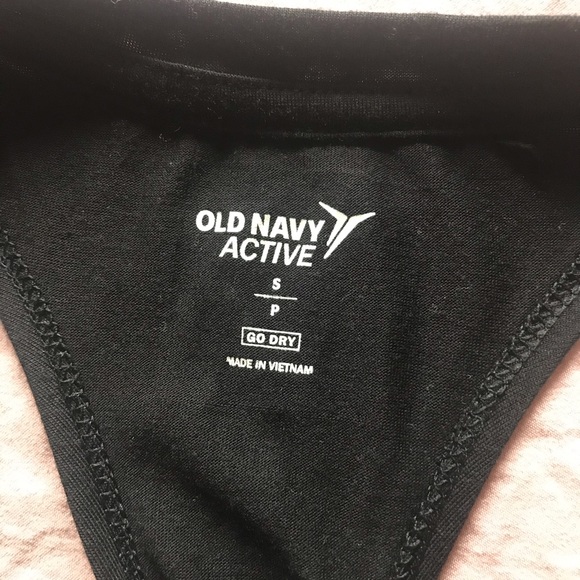 OLD NAVY
ACTIVE
S
P
GO DRY
MADE IN VIETNAM